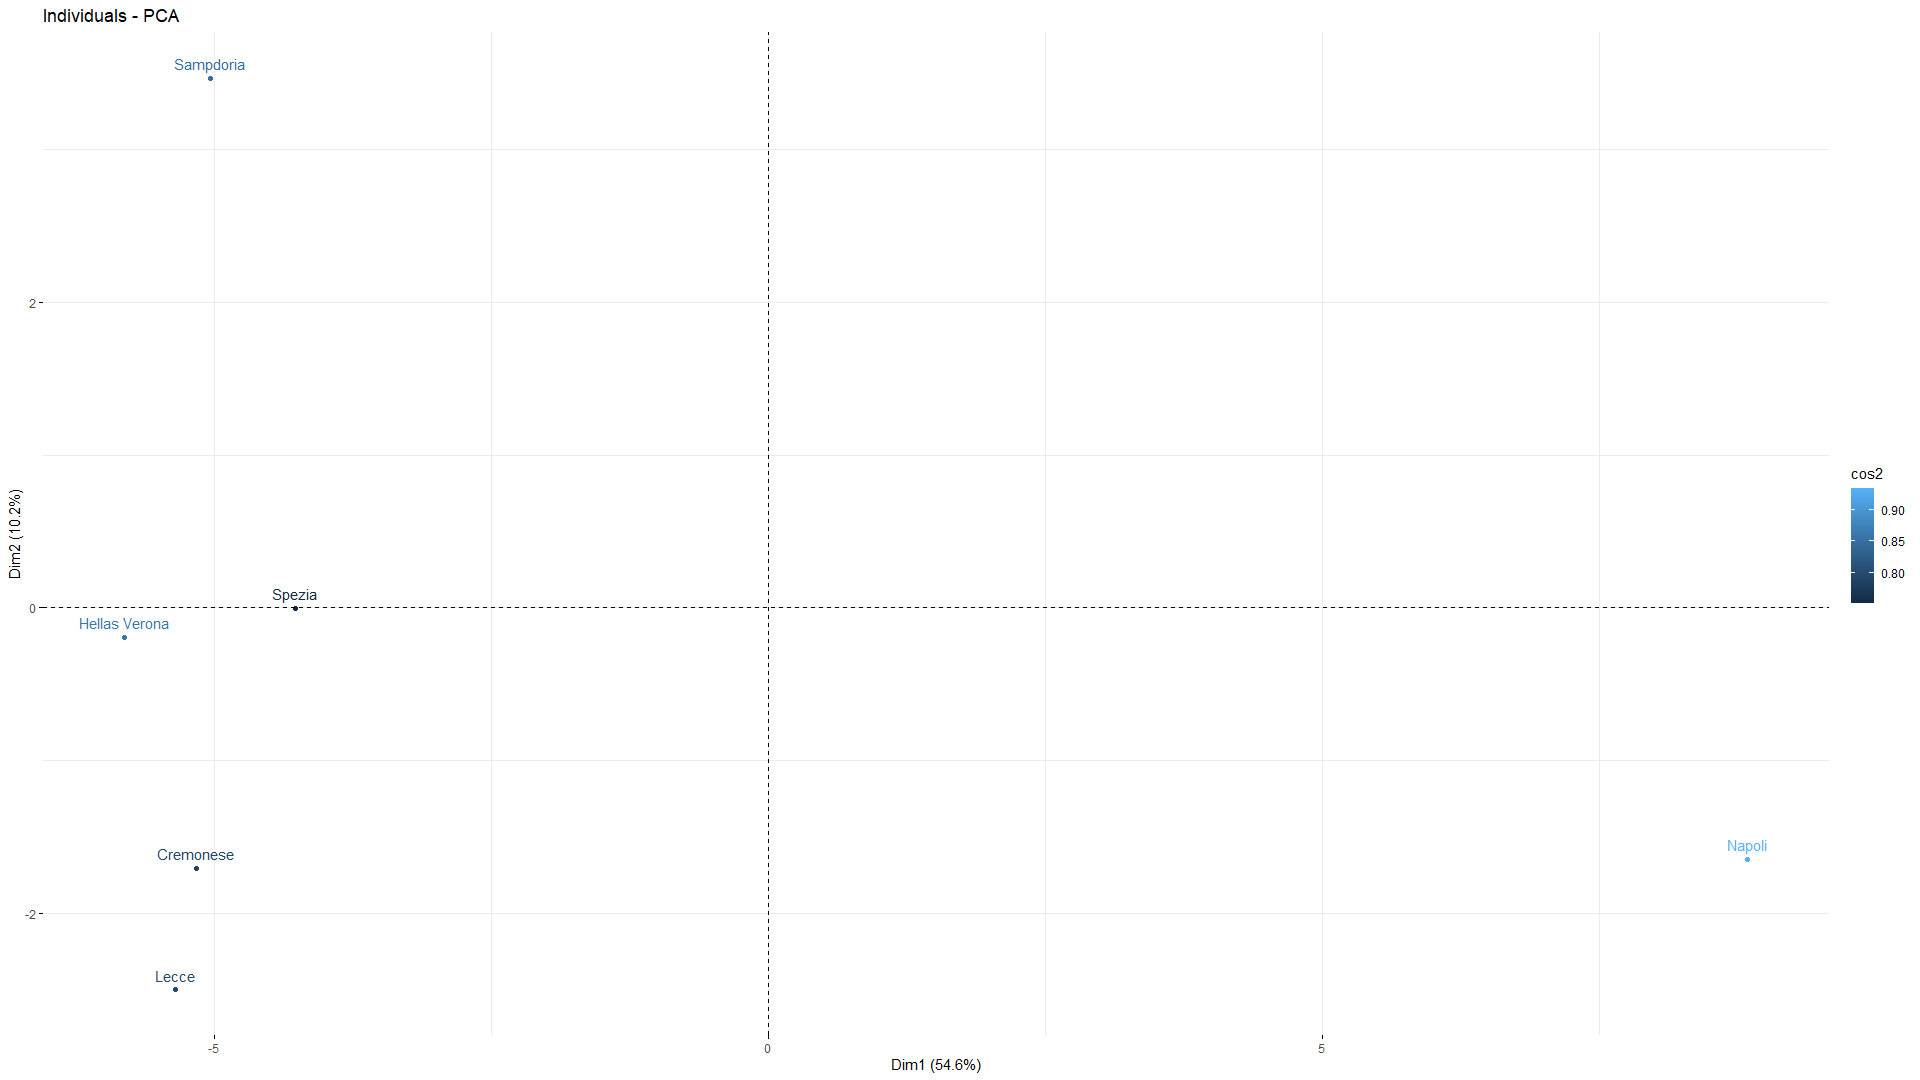 Individuals - PCA
Sampdoria
2
cos2
0.90
0.85
0.80
Dim2 (10.2%)
Spezia
0
Hellas Verona
Napoli
Cremonese
-2
Lecce
-5
0
5
Dim1 (54.6%)